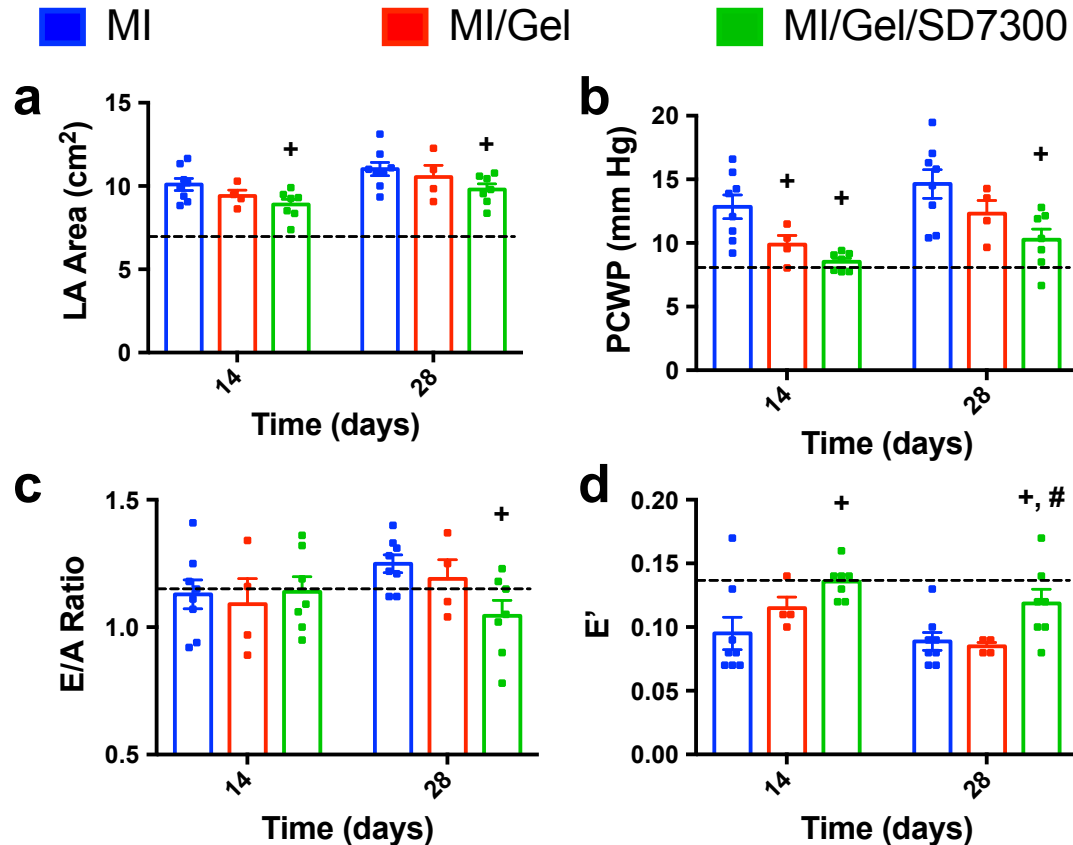 MI MI/Gel MI/Gel/SD7300
a
LA Area (cm²)
15
10
5
0
+ +
14 28
Time (days)
b
PCWP (mm Hg)
20
15
10
5
0
+ + +
14 28
Time (days)
c
E/A Ratio
1.5
1.0
0.5
+
14 28
Time (days)
d
E’
0.20
0.15
0.10
0.05
0.00
+ +, #
14 28
Time (days)